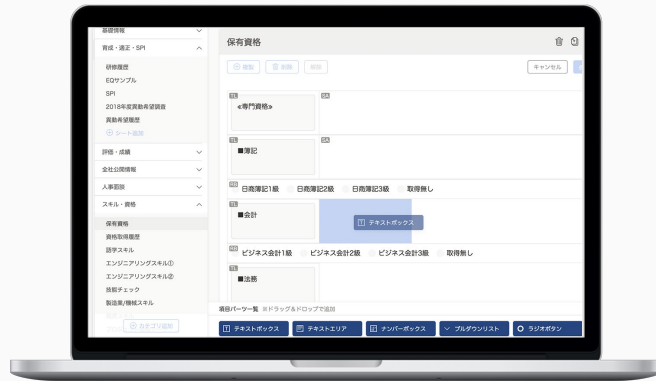 基礎情報
育成・適正・SPI
研修履歴
EQサンプル
SPI
2018年度異動希望調査
異動希望履歴
シート追加
評価・成績
全社公開情報
人事面談
スキル・資格
保有資格
資格取得履歴
語学スキル
エンジニアリングスキル①
エンジニアリングスキル②
技能チェック
製造業/機械スキル
カテゴリ追加
保有資格
複製 削除 解除
キャンセル
TL SA
≪専門資格≫
TL SA
■簿記
RB 日商簿記1級 日商簿記2級 日商簿記3級 取得無し
TL
■会計
テキストボックス
RB ビジネス会計1級 ビジネス会計2級 ビジネス会計3級 取得無し
TL
■法務
項目パーツ一覧 ※ドラッグ&ドロップで追加
テキストボックス テキストエリア ナンバーボックス プルダウンリスト ラジオボタン